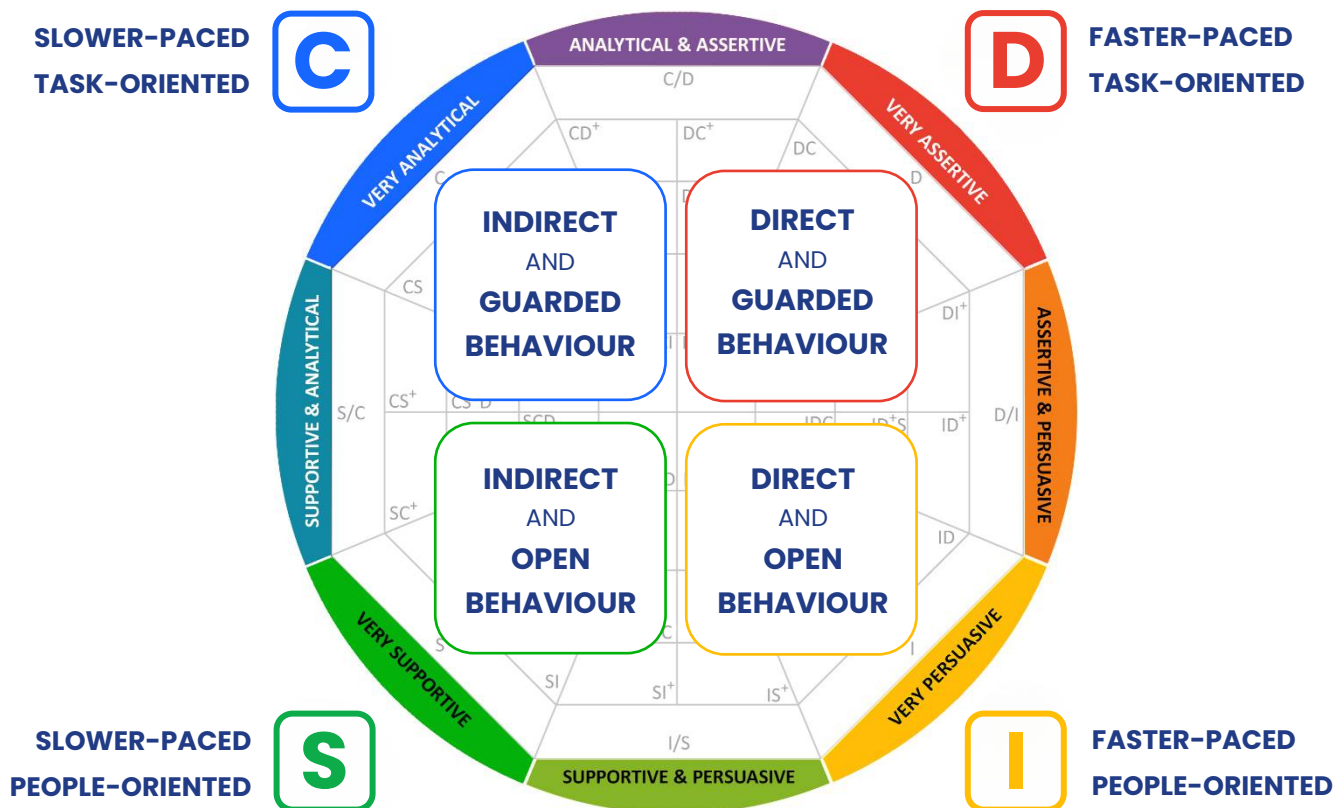 SLOWER-PACED
TASK-ORIENTED
C
ANALYTICAL & ASSERTIVE
D
FASTER-PACED
TASK-ORIENTED
C/D
CD⁺
DC⁺
DC
VERY ANALYTICAL
VERY ASSERTIVE
C
D
INDIRECT
AND
GUARDED
BEHAVIOUR
DIRECT
AND
GUARDED
BEHAVIOUR
CS
DI⁺
SUPPORTIVE & ANALYTICAL
ASSERTIVE & PERSUASIVE
S/C
CS⁺
ID⁺S
ID⁺
D/I
INDIRECT
AND
OPEN
BEHAVIOUR
DIRECT
AND
OPEN
BEHAVIOUR
SC⁺
ID
VERY SUPPORTIVE
VERY PERSUASIVE
S
I
SI
SI⁺
IS⁺
I/S
SLOWER-PACED
PEOPLE-ORIENTED
S
SUPPORTIVE & PERSUASIVE
I
FASTER-PACED
PEOPLE-ORIENTED